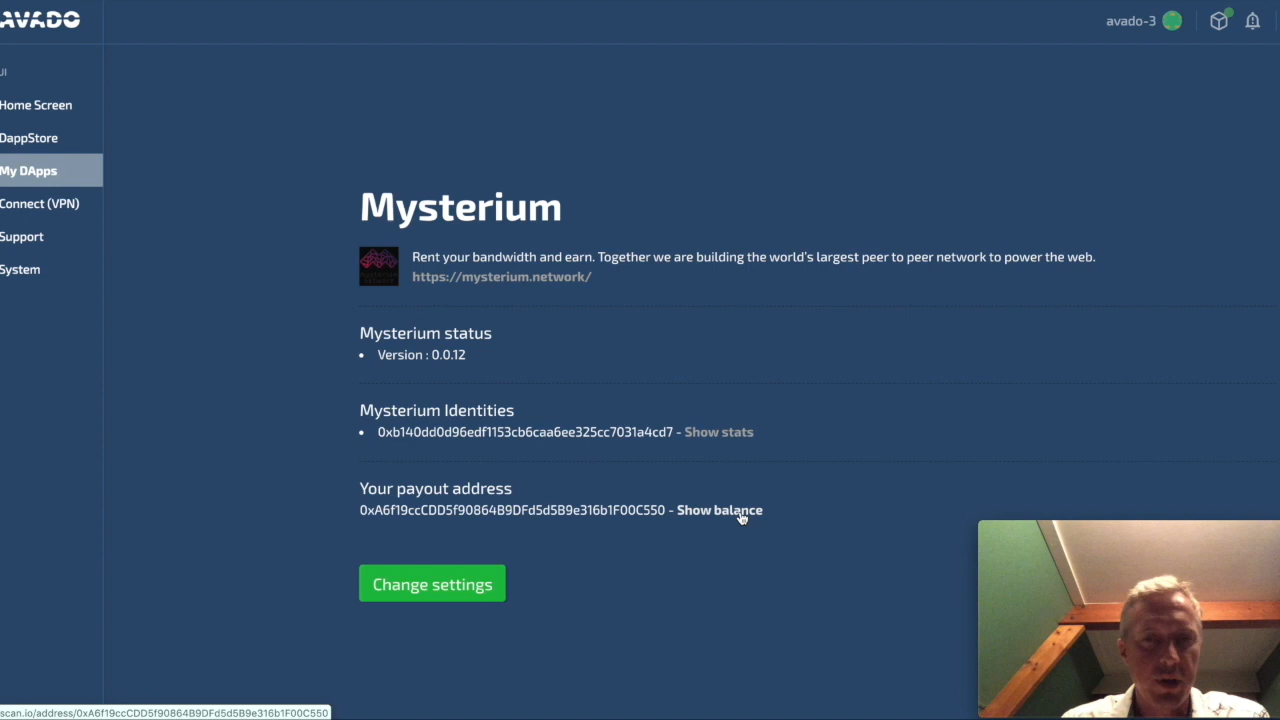 AVADO
avado-3
UI
Home Screen
DappStore
My DApps
Connect (VPN)
Support
System
Mysterium
Rent your bandwidth and earn. Together we are building the world's largest peer to peer network to power the web.
https://mysterium.network/
Mysterium status
• Version : 0.0.12
Mysterium Identities
• 0xb140dd0d96edf1153cb6caa6ee325cc7031a4cd7 - Show stats
Your payout address
0xA6f19ccCDD5f90864B9DFd5d5B9e316b1F00C550 - Show balance
Change settings
scan.io/address/0xA6f19ccCDD5f90864B9DFd5d5B9e316b1F00C550